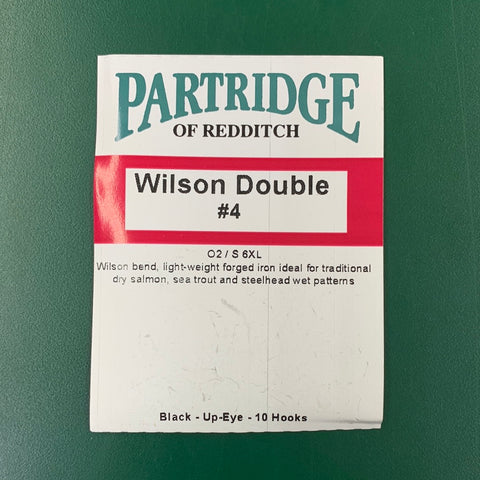 PARTRIDGE
OF REDDITCH
Wilson Double
#4
O2 / S 6XL
Wilson bend, light-weight forged iron ideal for traditional
dry salmon, sea trout and steelhead wet patterns
Black - Up-Eye - 10 Hooks